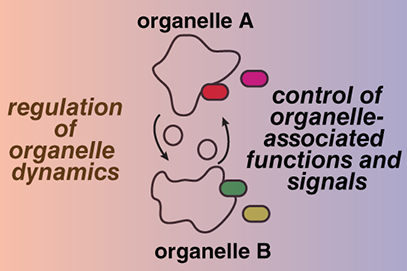 organelle A
regulation
of
organelle
dynamics
control of
organelle-
associated
functions and
signals
organelle B